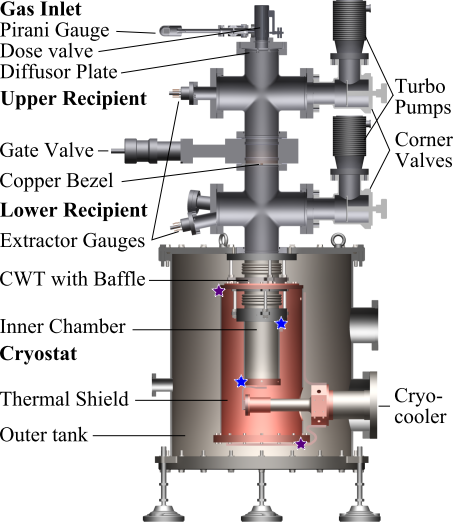 Gas Inlet
Pirani Gauge
Dose valve
Diffusor Plate
Upper Recipient
Turbo
Pumps
Gate Valve
Corner
Valves
Copper Bezel
Lower Recipient
Extractor Gauges
CWT with Baffle
Inner Chamber
Cryostat
Thermal Shield
Cryo-
cooler
Outer tank